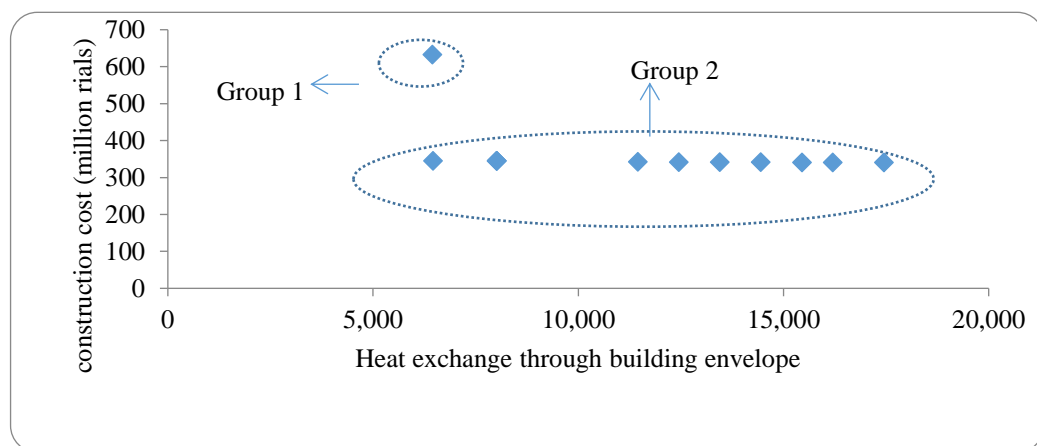 construction cost (million rials)
700
600
500
400
300
200
100
0
Group 1
Group 2
0 5,000 10,000 15,000 20,000
Heat exchange through building envelope